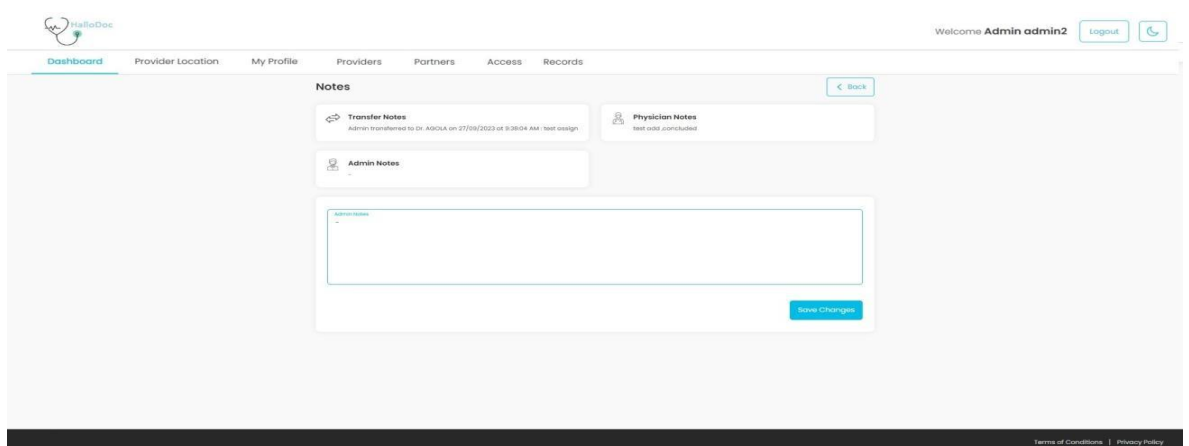 HalloDoc
Welcome Admin admin2 Logout
Dashboard Provider Location My Profile Providers Partners Access Records
Notes
Back
Transfer Notes
Admin transferred to Dr. AGOLA on 27/09/2023 at 9:38:04 AM : test assign
Physician Notes
test add ,concluded
Admin Notes
-
Admin Notes
-
Save Changes
Terms of Conditions | Privacy Policy